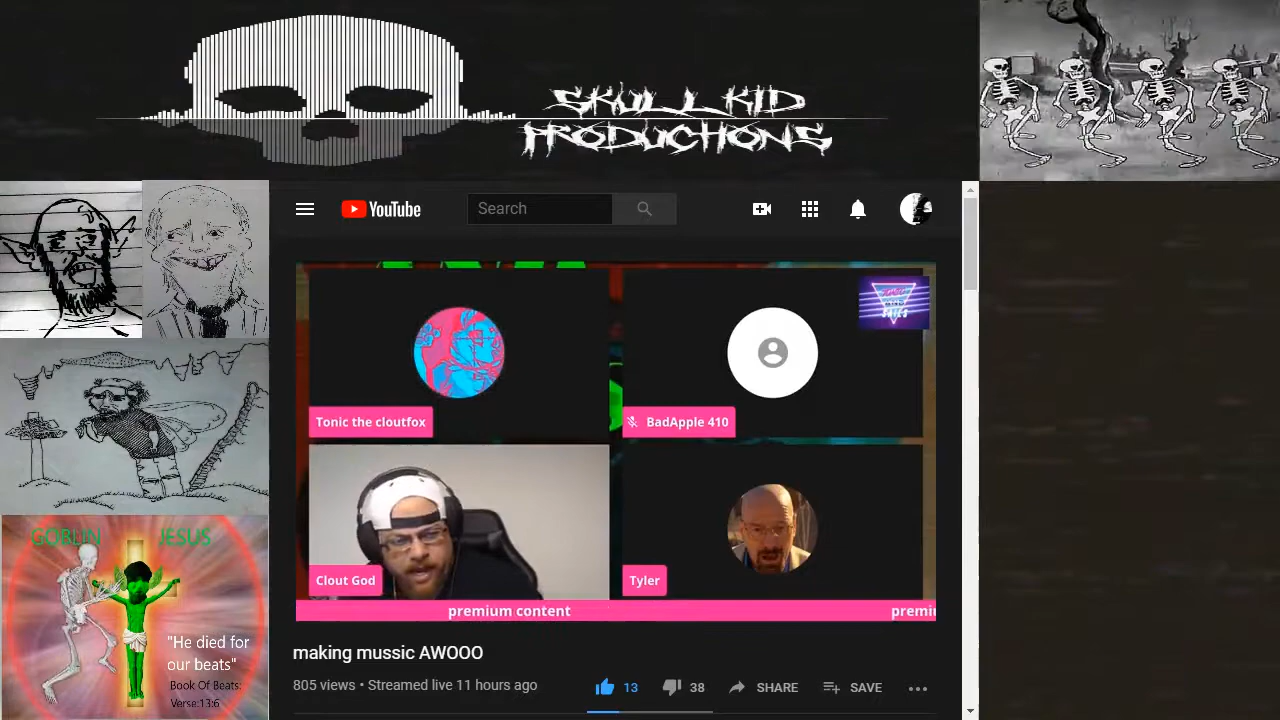 SKULL KID
PRODUCTIONS
YouTube
Search
Tonic the cloutfox
BadApple 410
Clout God
Tyler
premium content
premi
making mussic AWOOO
805 views • Streamed live 11 hours ago
13
38
SHARE
SAVE
GOBLIN JESUS
"He died for
our beats"
Book Of Beats:
Verse:13:6